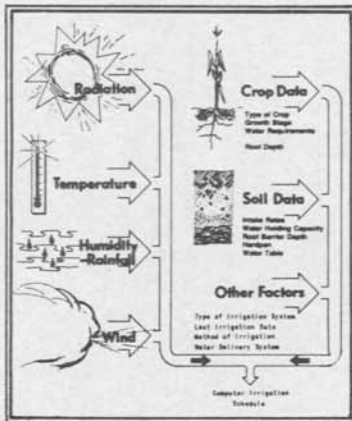 Radiation
Temperature
Humidity
Rainfall
Wind
Crop Data
Type of Crop
Growth Stage
Water Requirements
Root Depth
Soil Data
Intake Rates
Water Holding Capacity
Root Barrier Depth
Hardpan
Water Table
Other Factors
Type of Irrigation System
Last Irrigation Date
Method of Irrigation
Water Delivery System
Computer Irrigation
Schedule